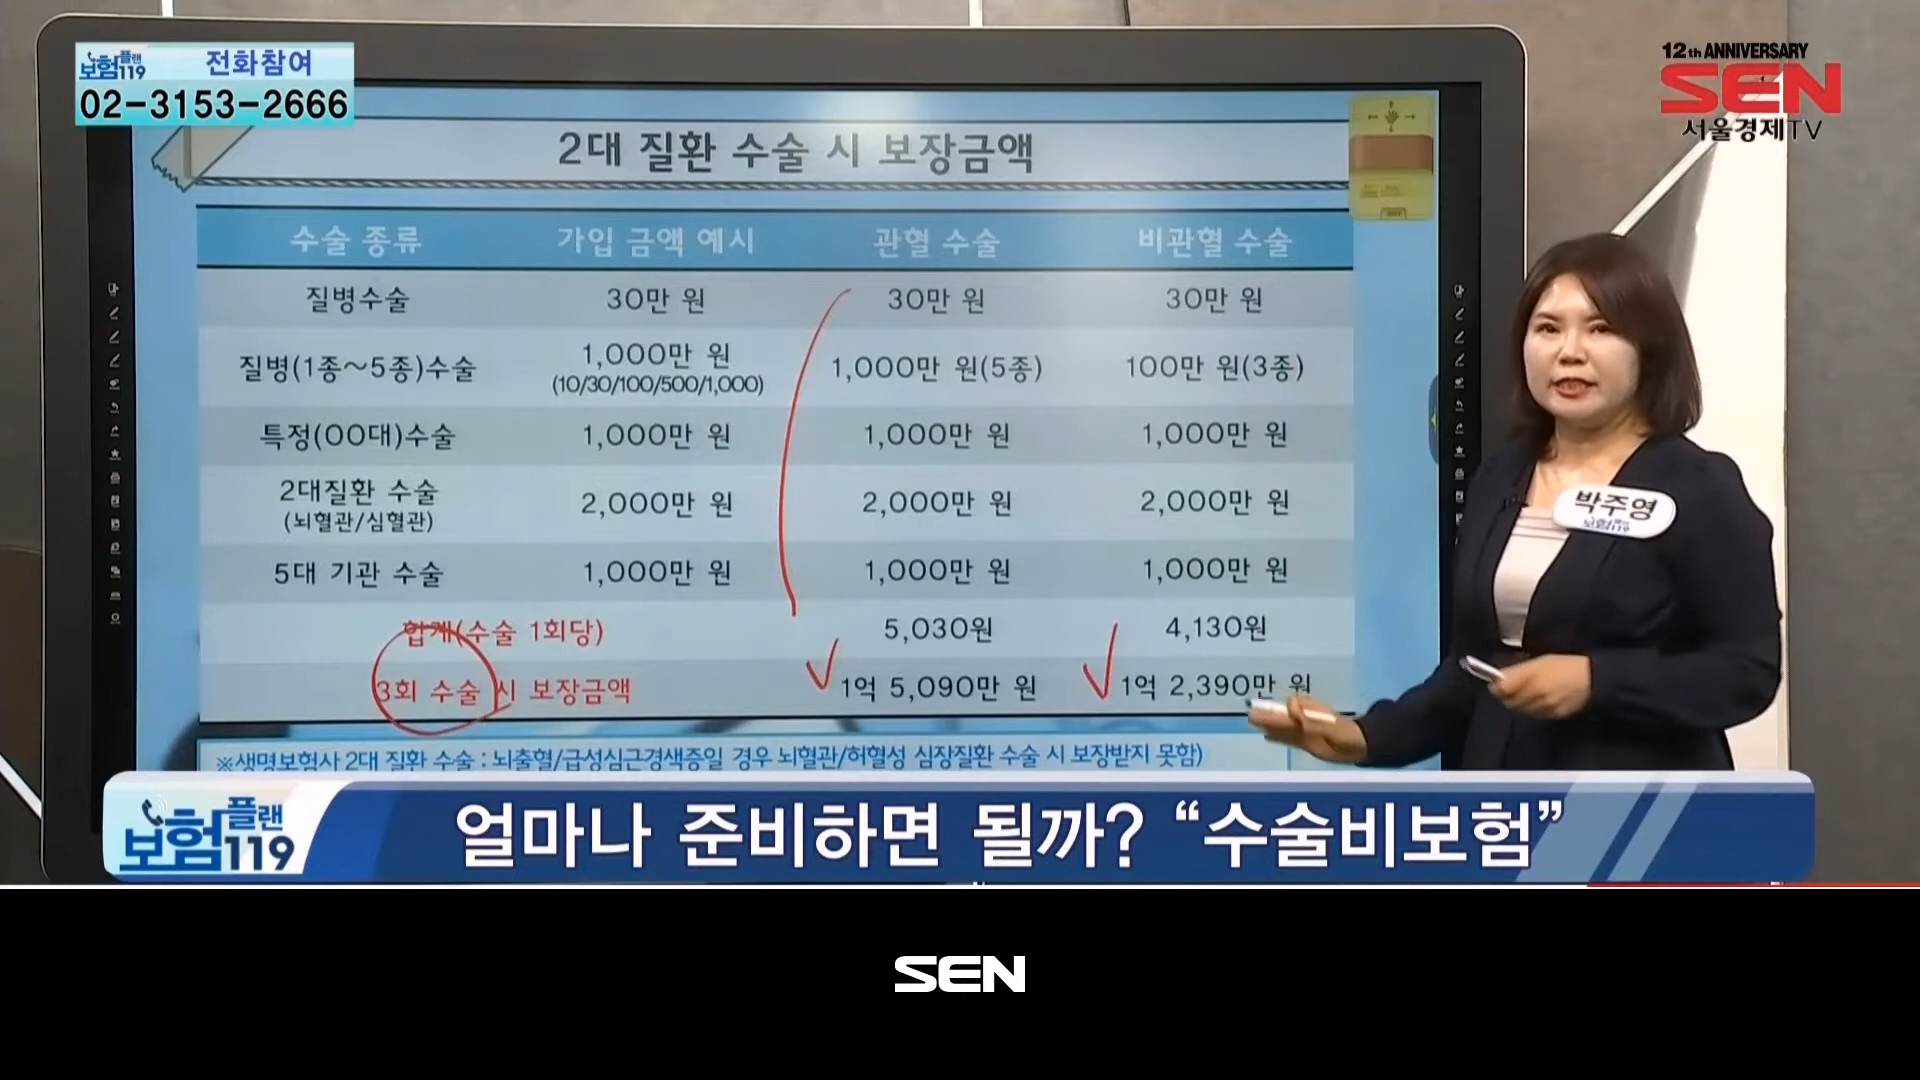 보험플랜119 전화참여
02-3153-2666
12th ANNIVERSARY
SEN
서울경제TV
2대 질환 수술 시 보장금액
수술 종류 가입 금액 예시 관혈 수술 비관혈 수술
질병수술 30만 원 30만 원 30만 원
질병(1종~5종)수술 1,000만 원 (10/30/100/500/1,000) 1,000만 원(5종) 100만 원(3종)
특정(OO대)수술 1,000만 원 1,000만 원 1,000만 원
2대질환 수술 (뇌혈관/심혈관) 2,000만 원 2,000만 원 2,000만 원
5대 기관 수술 1,000만 원 1,000만 원 1,000만 원
합계(수술 1회당) 5,030원 4,130원
3회 수술 시 보장금액 1억 5,090만 원 1억 2,390만 원
※생명보험사 2대 질환 수술 : 뇌출혈/급성심근경색증일 경우 뇌혈관/허혈성 심장질환 수술 시 보장받지 못함)
박주영
보험119
보험플랜119
얼마나 준비하면 될까? “수술비보험”
SEN